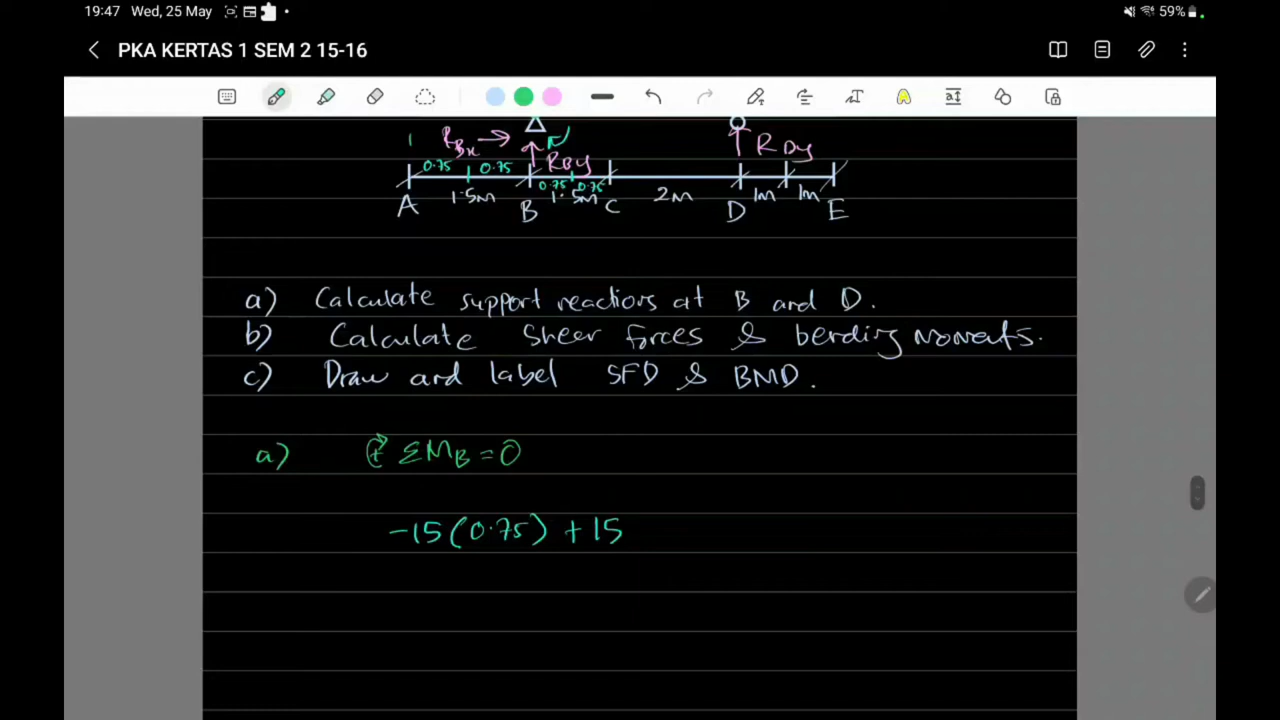 19:47 Wed, 25 May 59%
PKA KERTAS 1 SEM 2 15-16
RBx RBy RDy
0.75 0.75 0.75 0.75
1.5m 1.5m 2m 1m 1m
A B C D E
a) Calculate support reactions at B and D.
b) Calculate Shear forces & bending moments.
c) Draw and label SFD & BMD.
a) + ΣMB = 0
-15(0.75) + 15